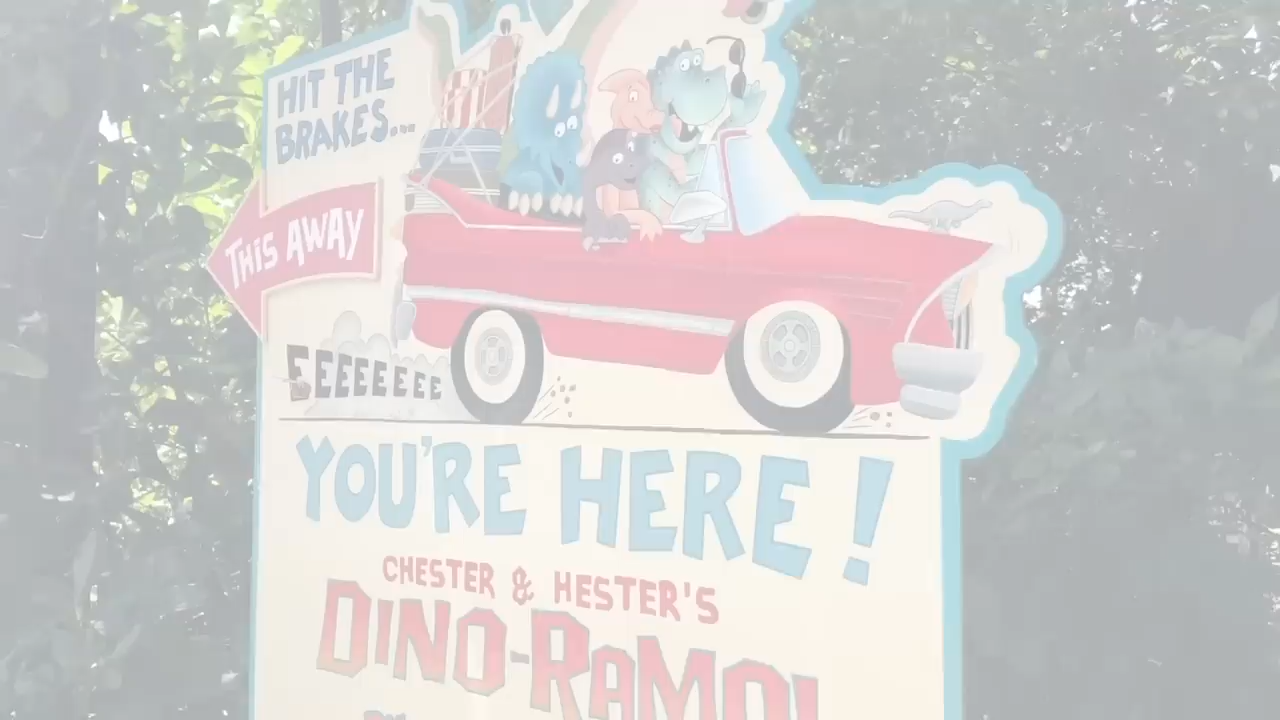 HIT THE
BRAKES...
THIS AWAY
EEEEEEEE
YOU'RE HERE!
CHESTER & HESTER'S
DINO-RAMA!